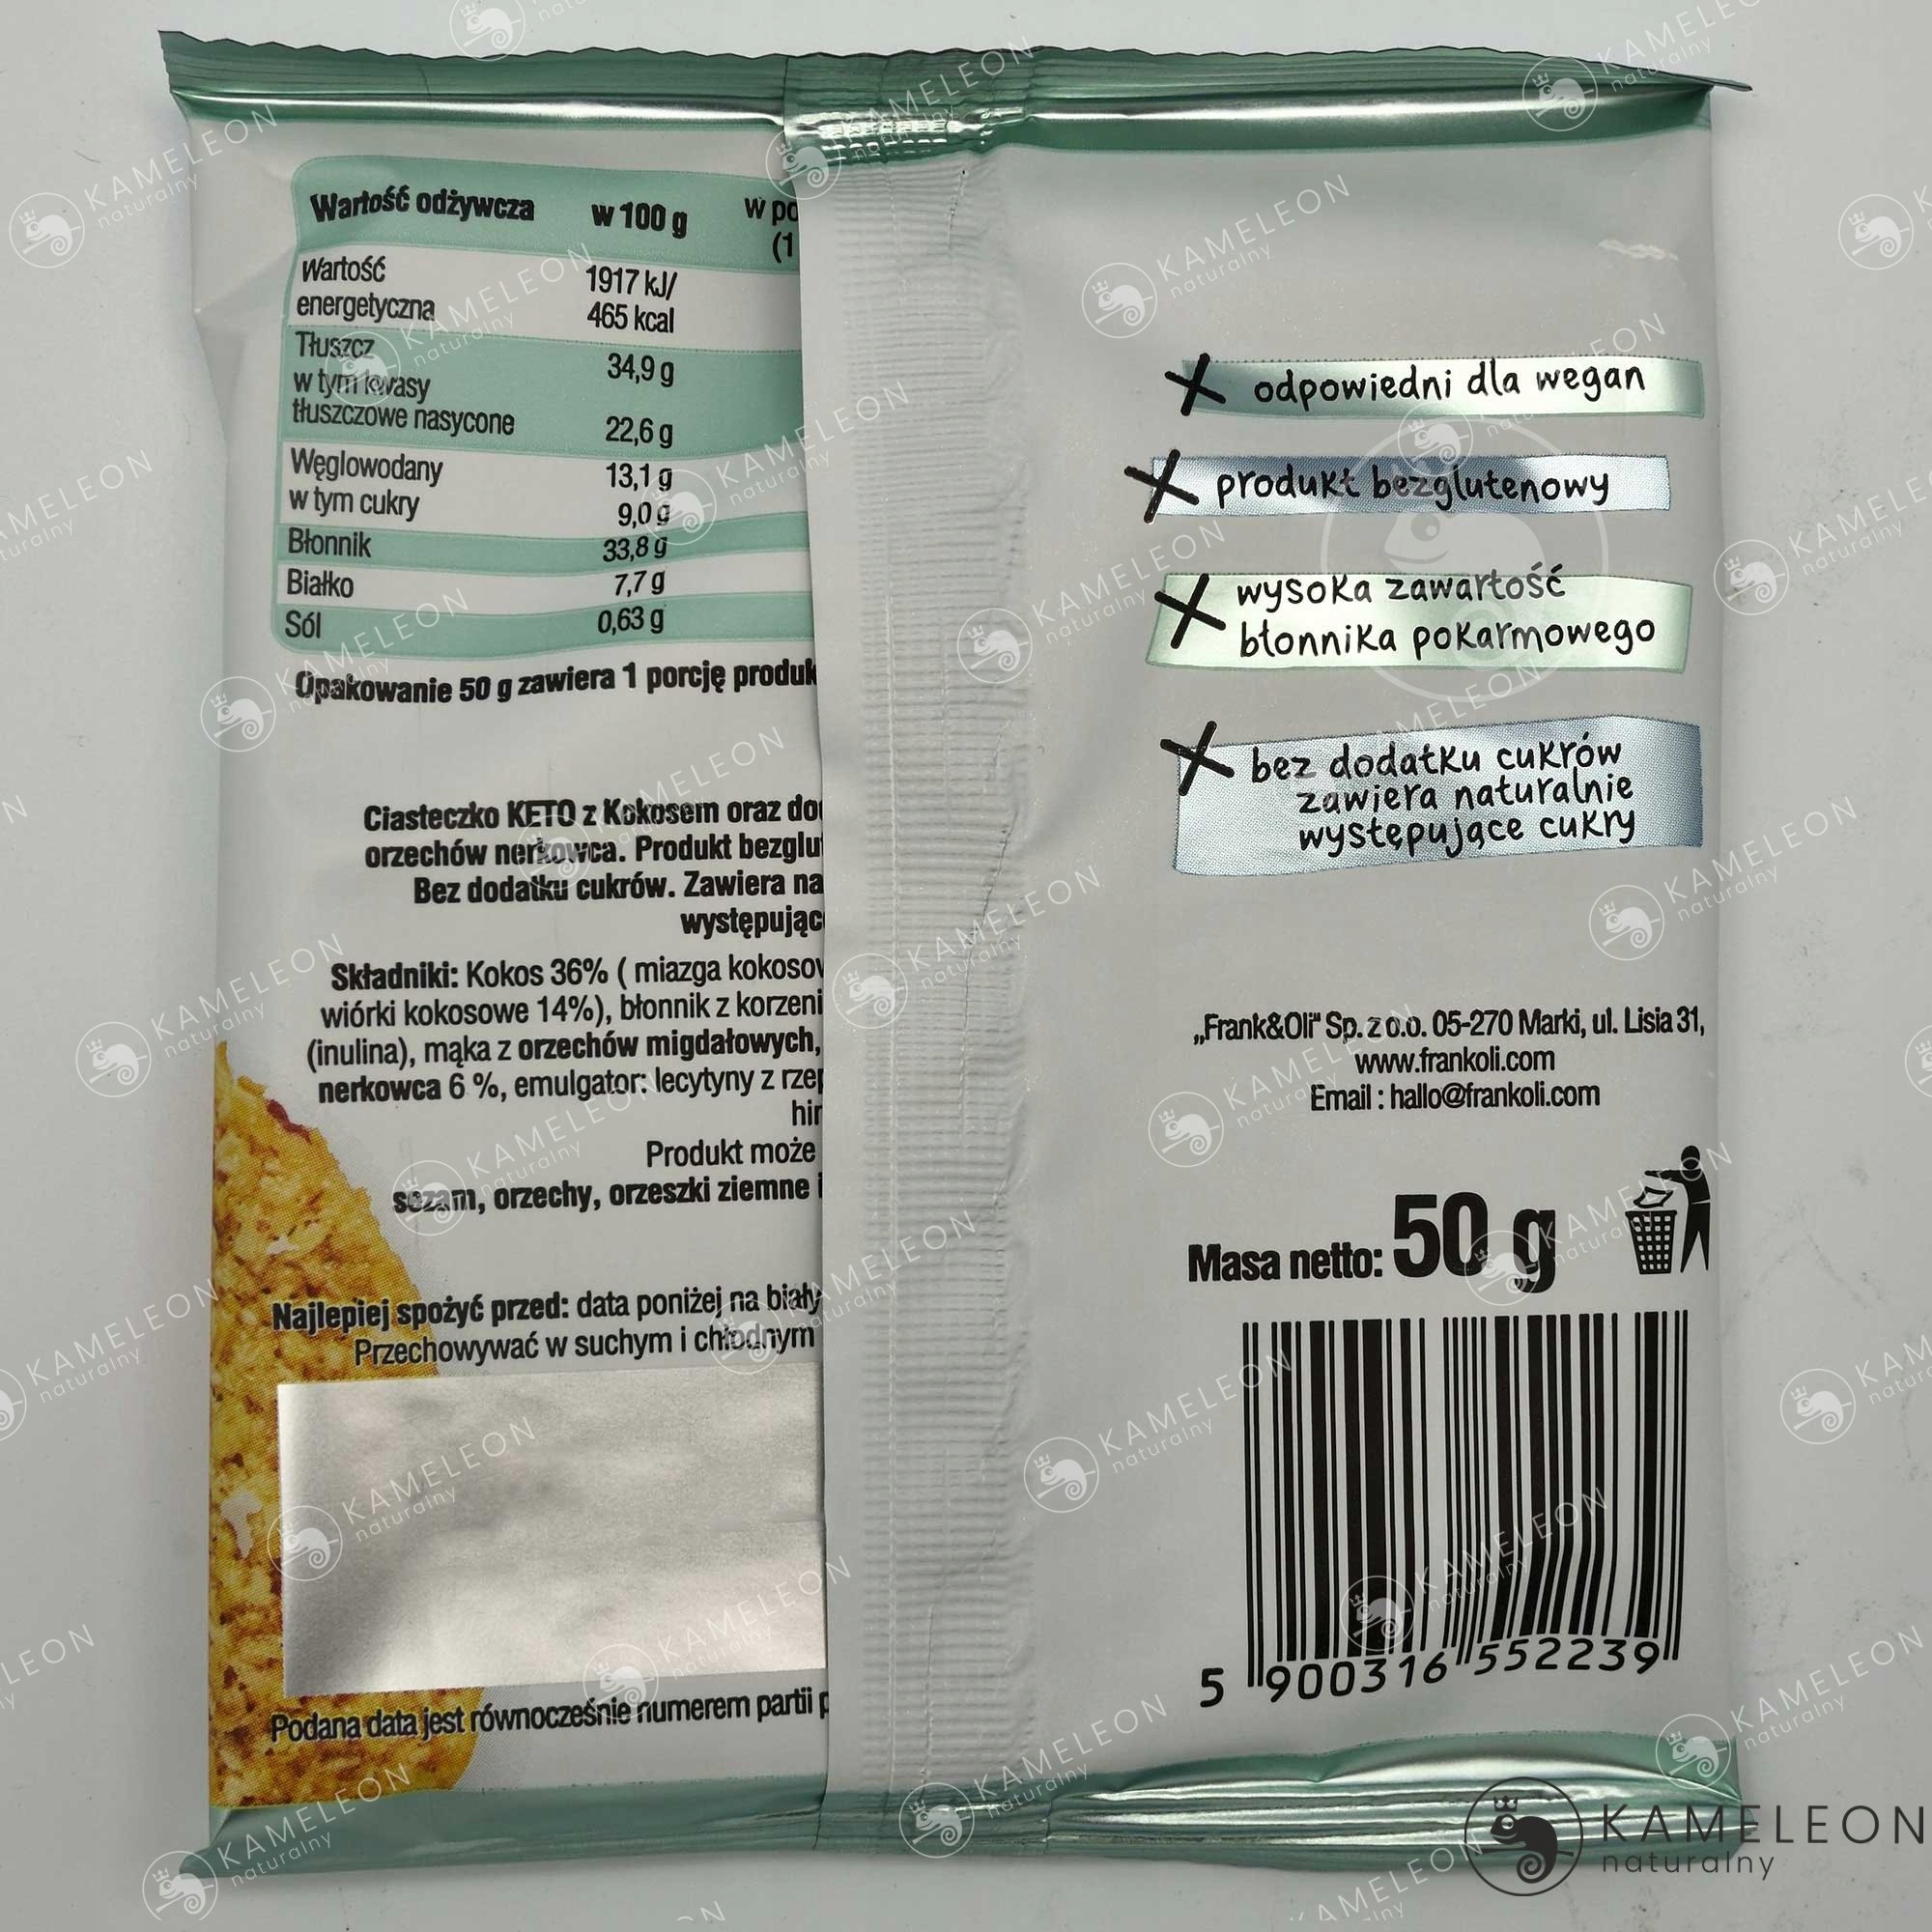 Wartość odżywcza w 100 g
Wartość
energetyczna
1917 kJ/
465 kcal
Tłuszcz 34,9 g
w tym kwasy
tłuszczowe nasycone 22,6 g
Węglowodany 13,1 g
w tym cukry 9,0 g
Błonnik 33,8 g
Białko 7,7 g
Sól 0,63 g
Opakowanie 50 g zawiera 1 porcję
Ciasteczko KETO z Kokosem oraz
orzechów nerkowca. Produkt
Bez dodatku cukrów. Zawiera
Składniki: Kokos 36% ( miazga
wiórki kokosowe 14%), błonnik z
(inulina), mąka z orzechów migdałowych,
nerkowca 6 %, emulgator: lecytyny z
Produkt może
sezam, orzechy, orzeszki ziemne
Najlepiej spożyć przed: data poniżej na
Przechowywać w suchym i chłodnym
Podana data jest równocześnie numerem partii
odpowiedni dla wegan
produkt bezglutenowy
wysoka zawartość
błonnika pokarmowego
bez dodatku cukrów
zawiera naturalnie
występujące cukry
„Frank&Oli" Sp. z o.o. 05-270 Marki, ul. Lisia 31,
www.frankoli.com
Email : hallo@frankoli.com
Masa netto: 50 g
5 900316 552239
KAMELEON
naturalny